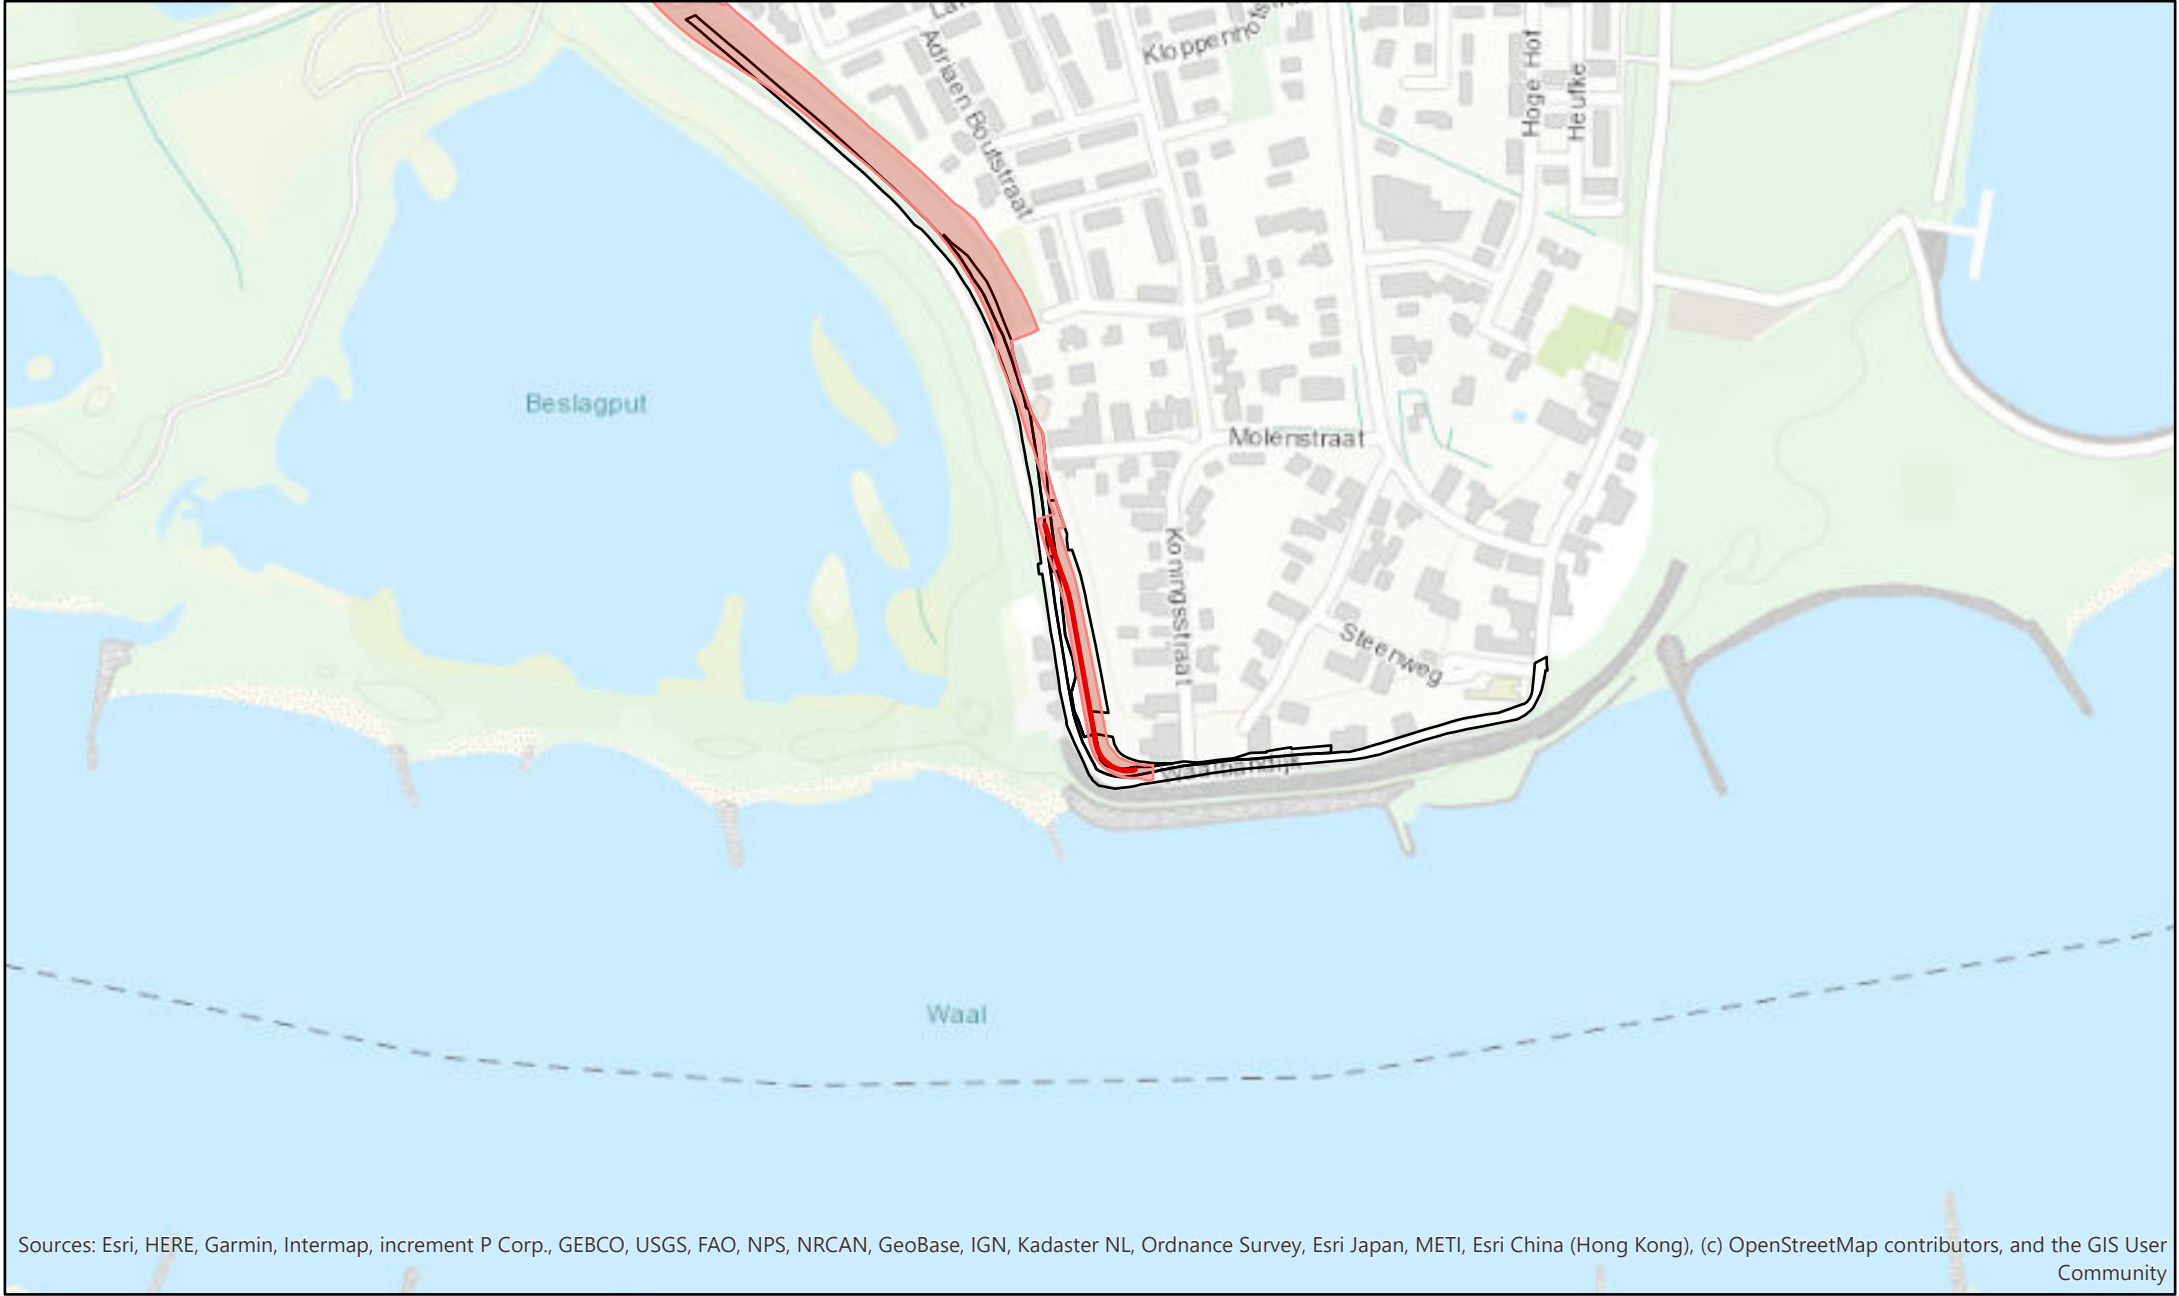 Kloppenhofstr
Adriaen Boutstraat
Hoge Hof
Heufke
Beslagput
Molenstraat
Koningsstraat
Steenweg
Waalbandijk
Waal
Sources: Esri, HERE, Garmin, Intermap, increment P Corp., GEBCO, USGS, FAO, NPS, NRCAN, GeoBase, IGN, Kadaster NL, Ordnance Survey, Esri Japan, METI, Esri China (Hong Kong), (c) OpenStreetMap contributors, and the GIS User
Community